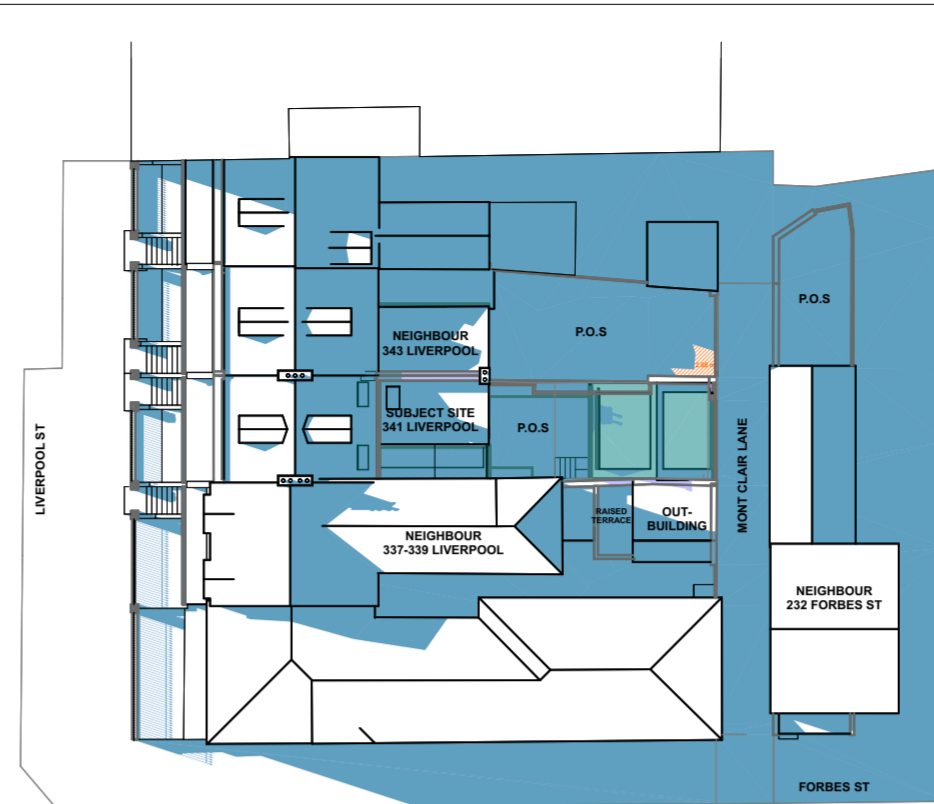 P.O.S
P.O.S
NEIGHBOUR
343 LIVERPOOL
SUBJECT SITE
341 LIVERPOOL
P.O.S
LIVERPOOL ST
MONT CLAIR LANE
RAISED
TERRACE
OUT-
BUILDING
NEIGHBOUR
337-339 LIVERPOOL
NEIGHBOUR
232 FORBES ST
FORBES ST